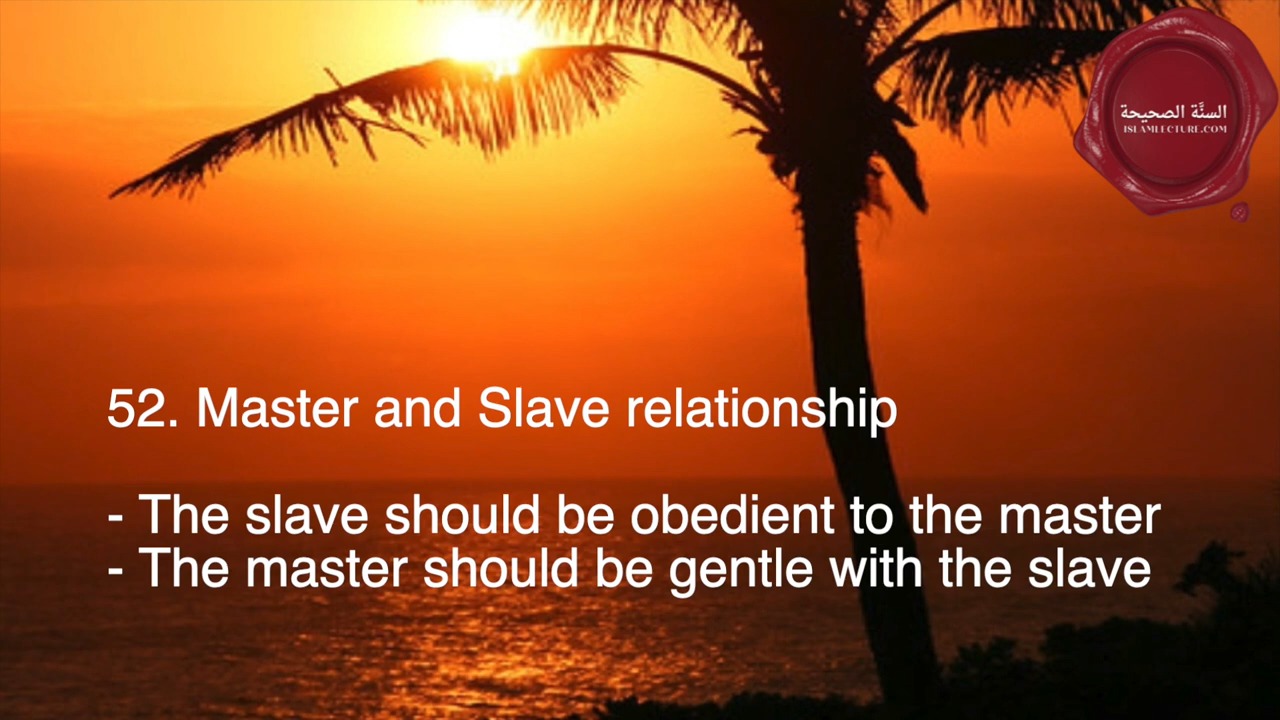 السنَّة الصحيحة
ISLAMLECTURE.COM
52. Master and Slave relationship
- The slave should be obedient to the master
- The master should be gentle with the slave